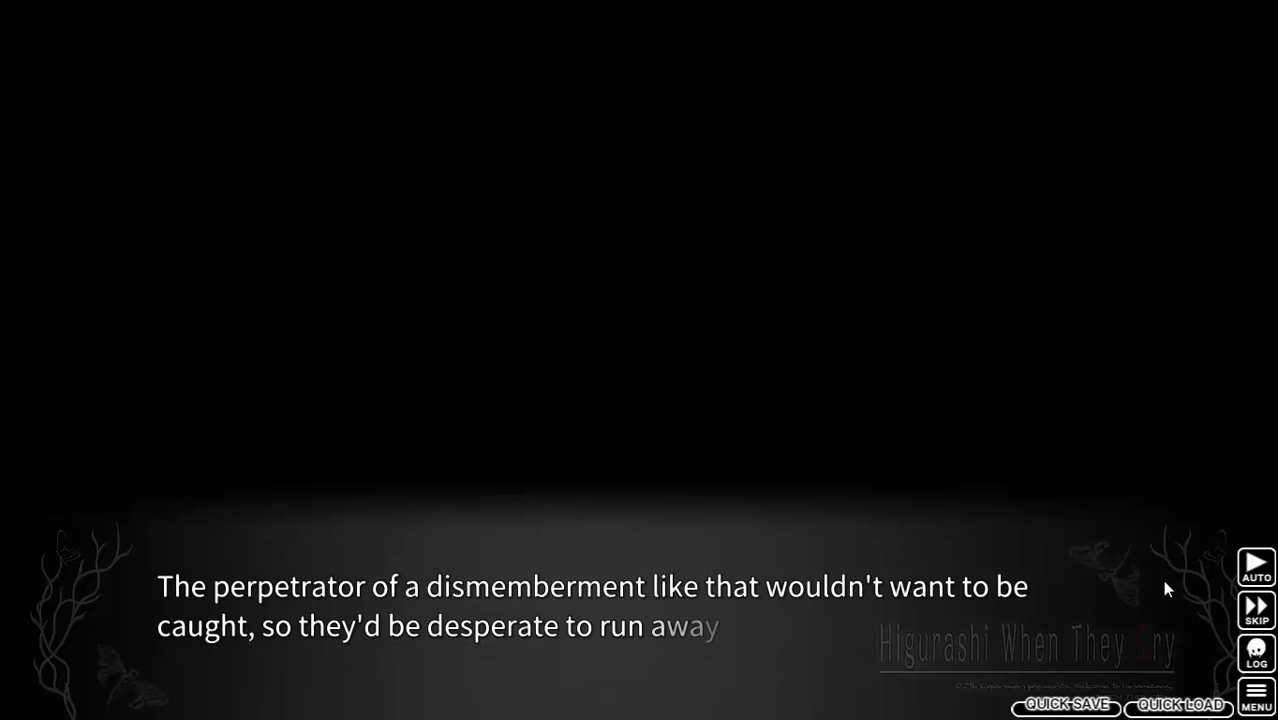 The perpetrator of a dismemberment like that wouldn't want to be
caught, so they'd be desperate to run away
Higurashi When They Cry
AUTO
SKIP
LOG
MENU
QUICK SAVE
QUICK LOAD